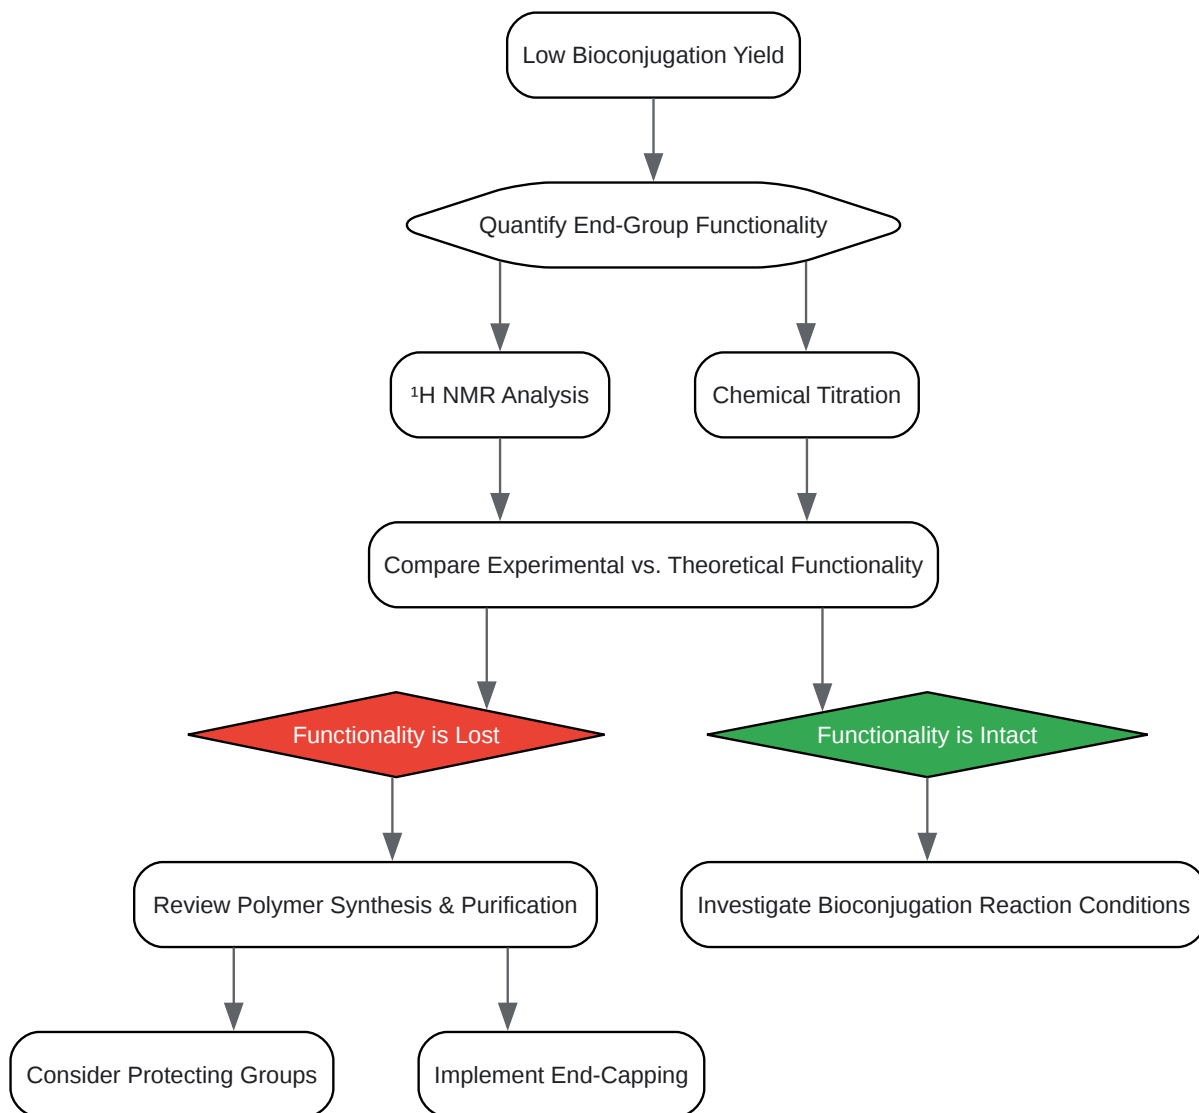 Low Bioconjugation Yield
Quantify End-Group Functionality
¹H NMR Analysis
Chemical Titration
Compare Experimental vs. Theoretical Functionality
Functionality is Lost
Functionality is Intact
Review Polymer Synthesis & Purification
Investigate Bioconjugation Reaction Conditions
Consider Protecting Groups
Implement End-Capping